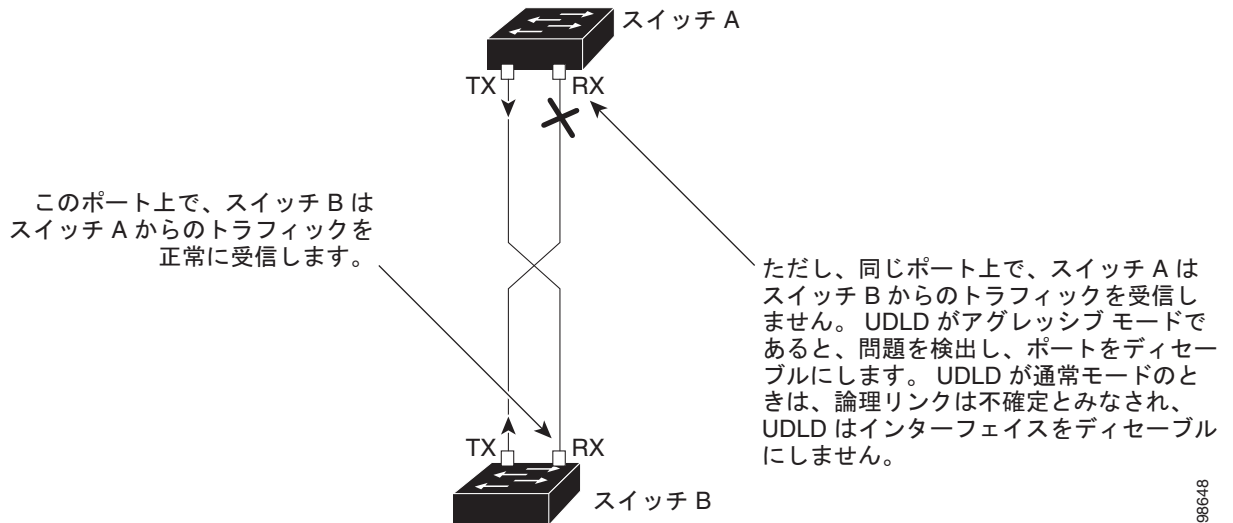 スイッチ A
TX
RX
このポート上で、スイッチ B は
スイッチ A からのトラフィックを
正常に受信します。
ただし、同じポート上で、スイッチ A は
スイッチ B からのトラフィックを受信し
ません。 UDLD がアグレッシブ モードで
あると、問題を検出し、ポートをディセー
ブルにします。 UDLD が通常モードのと
きは、論理リンクは不確定とみなされ、
UDLD はインターフェイスをディセーブル
にしません。
TX
RX
スイッチ B
98648